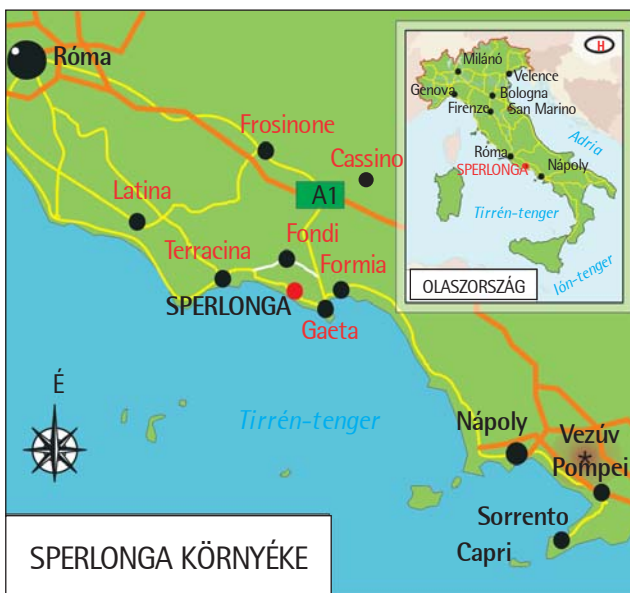 Róma
Frosinone
Cassino
Latina
A1
Fondi
Terracina
Formia
SPERLONGA
Gaeta
É
Tirrén-tenger
Nápoly
Vezúv
Pompei
Sorrento
Capri
SPERLONGA KÖRNYÉKE
H
Milánó
Velence
Genova
Bologna
Firenze
San Marino
Adria
Róma
SPERLONGA
Nápoly
Tirrén-tenger
Ión-tenger
OLASZORSZÁG